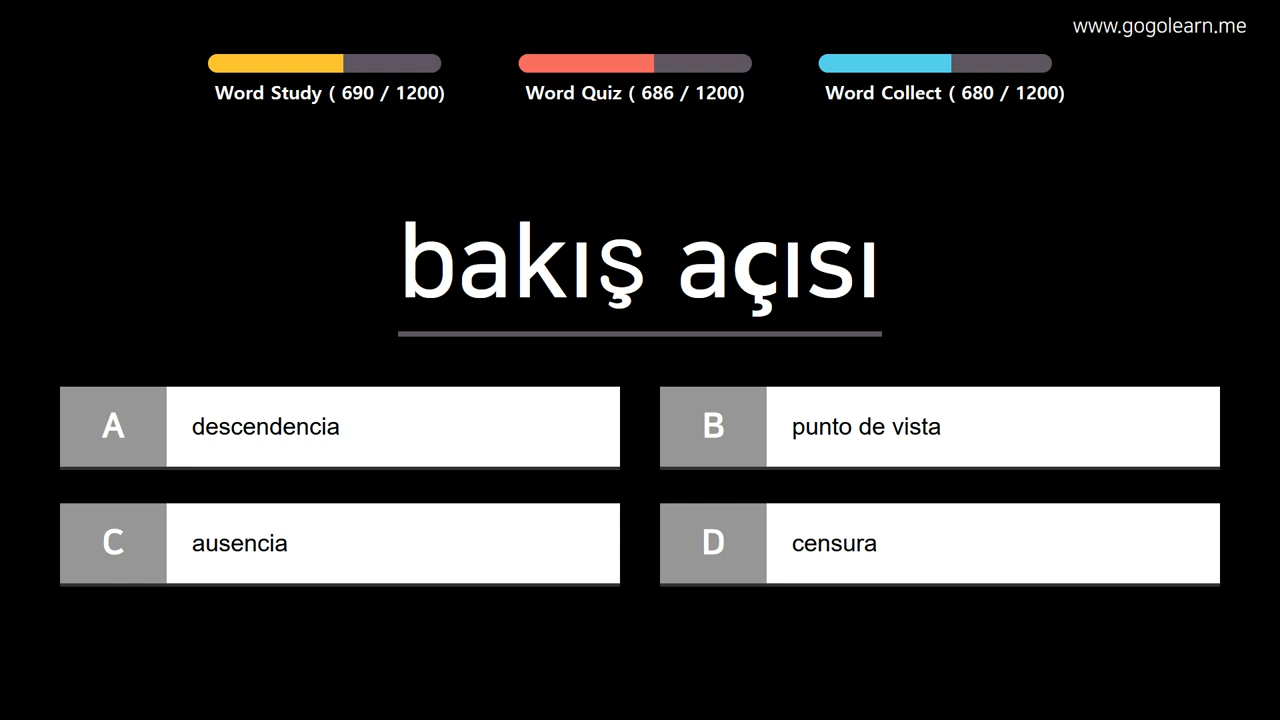 www.gogolearn.me
Word Study ( 690 / 1200)
Word Quiz ( 686 / 1200)
Word Collect ( 680 / 1200)
bakış açısı
A
descendencia
B
punto de vista
C
ausencia
D
censura